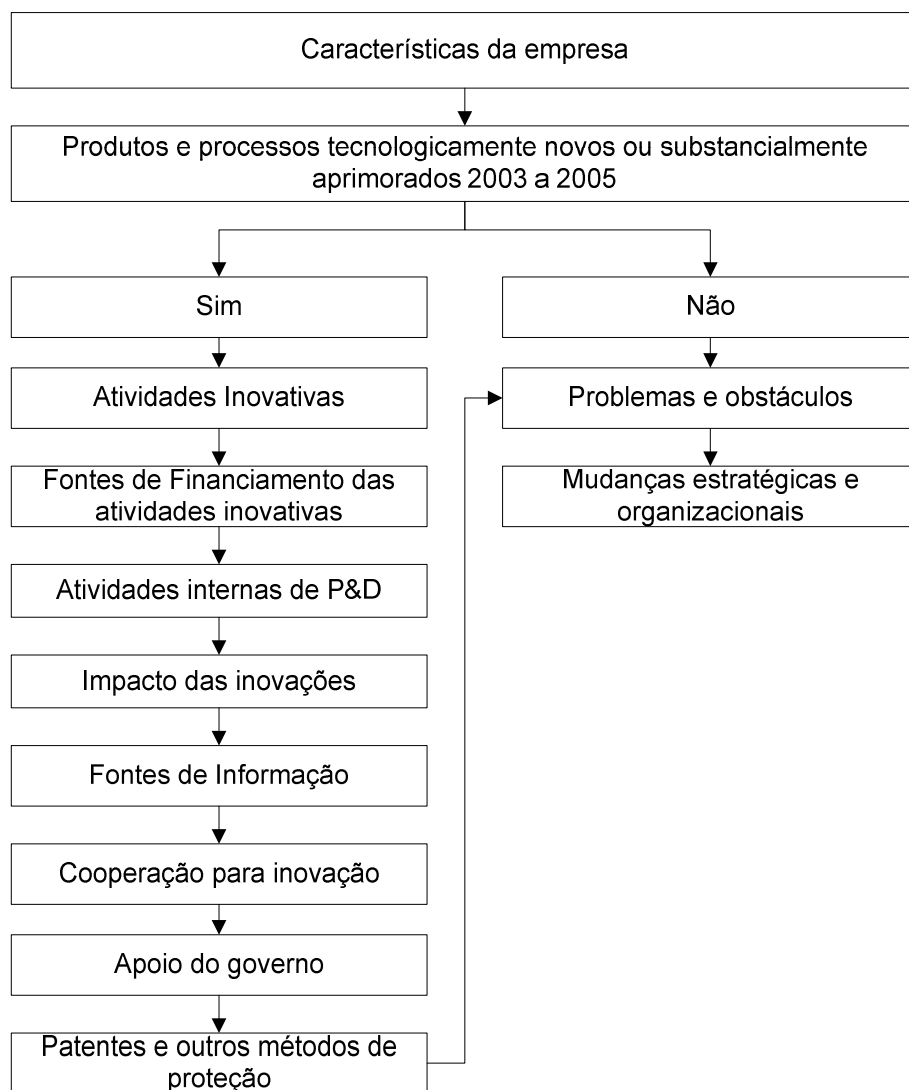 Características da empresa
Produtos e processos tecnologicamente novos ou substancialmente
aprimorados 2003 a 2005
Sim
Não
Atividades Inovativas
Problemas e obstáculos
Fontes de Financiamento das
atividades inovativas
Mudanças estratégicas e
organizacionais
Atividades internas de P&D
Impacto das inovações
Fontes de Informação
Cooperação para inovação
Apoio do governo
Patentes e outros métodos de
proteção